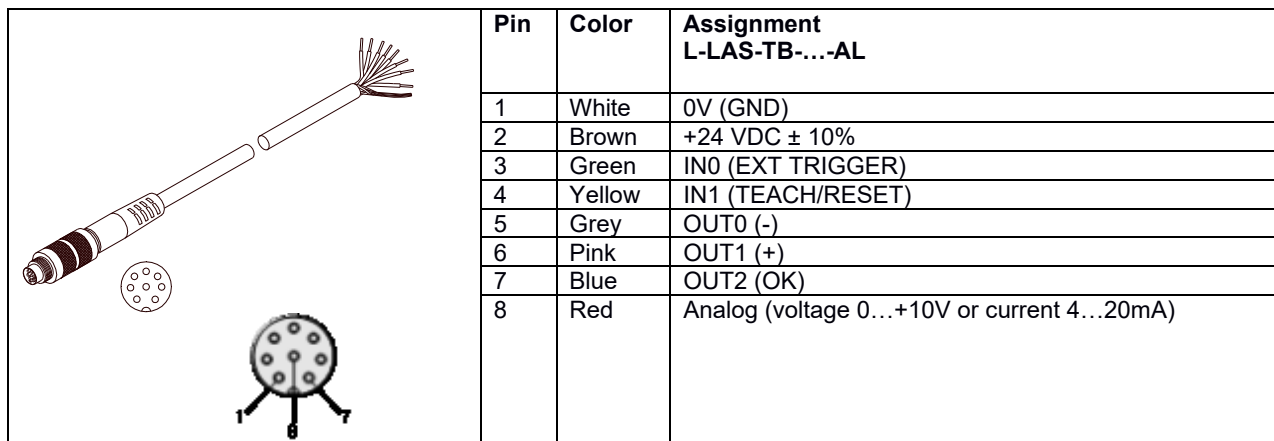 Pin Color Assignment
L-LAS-TB-…-AL
1 White 0V (GND)
2 Brown +24 VDC ± 10%
3 Green IN0 (EXT TRIGGER)
4 Yellow IN1 (TEACH/RESET)
5 Grey OUT0 (-)
6 Pink OUT1 (+)
7 Blue OUT2 (OK)
8 Red Analog (voltage 0…+10V or current 4…20mA)
1 8 7